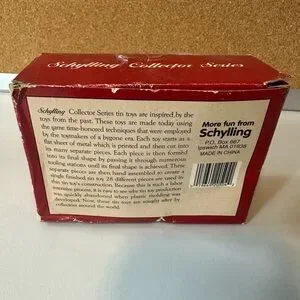 Schylling Collector Series
Schylling Collector Series tin toys are inspired by the
toys from the past. These toys are made today using
the same time-honored techniques that were employed
by the toymakers of a bygone era. Each toy starts as a
flat sheet of metal which is printed and then cut into
its many separate pieces. Each piece is then formed
into its final shape by passing it through numerous
tooling stations until its final shape is achieved. These
separate pieces are then hand assembled to create a
single finished tin toy. 28 different pieces are used in
this tin toy's construction. Because this is such a labor
intensive process, it is easy to see why tin toy production
was quickly abandoned when plastic molding was
developed. Now, these tin toys are sought after by
collectors around the world.
More fun from
Schylling
P.O. Box 667
Ipswich MA 01938
MADE IN CHINA